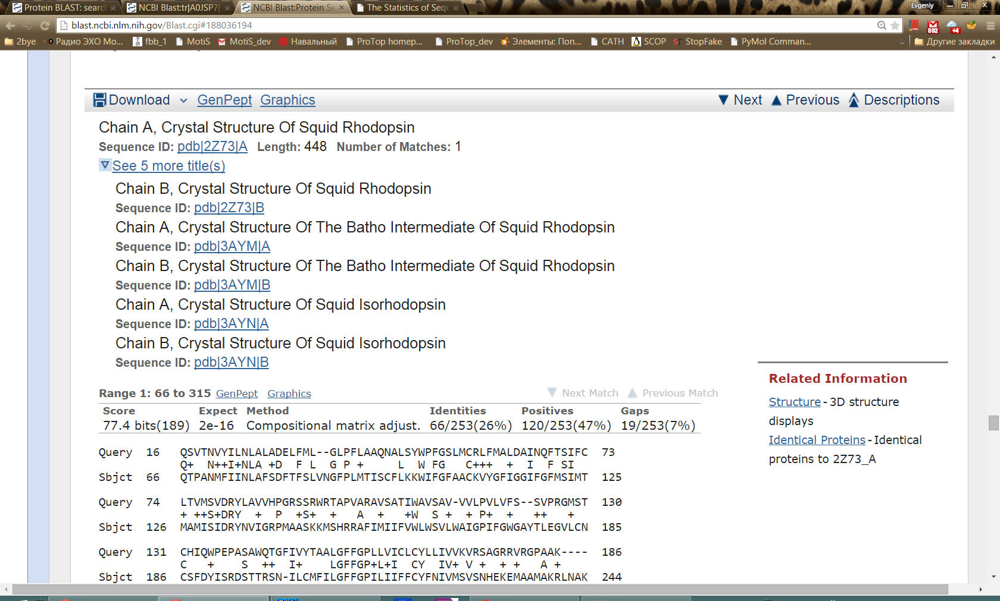 Protein BLAST: searc
NCBI Blast:tr|A0JSP7|
NCBI Blast:Protein Se
The Statistics of Sequ
Evgeniy
blast.ncbi.nlm.nih.gov/Blast.cgi#188036194
892
+4
2bye
Радио ЭХО Мо...
fbb_1
MotiS
MotiS_dev
Навальный
ProTop homep...
ProTop_dev
Элементы: Поп...
CATH
SCOP
StopFake
PyMol Comman...
»
Другие закладки
Download GenPept Graphics
Next Previous Descriptions
Chain A, Crystal Structure Of Squid Rhodopsin
Sequence ID: pdb|2Z73|A Length: 448 Number of Matches: 1
See 5 more title(s)
Chain B, Crystal Structure Of Squid Rhodopsin
Sequence ID: pdb|2Z73|B
Chain A, Crystal Structure Of The Batho Intermediate Of Squid Rhodopsin
Sequence ID: pdb|3AYM|A
Chain B, Crystal Structure Of The Batho Intermediate Of Squid Rhodopsin
Sequence ID: pdb|3AYM|B
Chain A, Crystal Structure Of Squid Isorhodopsin
Sequence ID: pdb|3AYN|A
Chain B, Crystal Structure Of Squid Isorhodopsin
Sequence ID: pdb|3AYN|B
Range 1: 66 to 315 GenPept Graphics
Next Match Previous Match
Score Expect Method Identities Positives Gaps
77.4 bits(189) 2e-16 Compositional matrix adjust. 66/253(26%) 120/253(47%) 19/253(7%)
Query 16 QSVTNVYILNLALADELFML--GLPFLAAQNALSYWPFGSLMCRLFMALDAINQFTSIFC 73
Q+ N++I+NLA +D F L G P + L W FG C+++ + I F SI
Sbjct 66 QTPANMFIINLAFSDFTFSLVNGFPLMTISCFLKKWIFGFAACKVYGFIGGIFGFMSIMT 125
Query 74 LTVMSVDRYLAVVHPGRSSRWRTAPVARAVSATIWAVSAV-VVLPVLVFS--SVPRGMST 130
+ ++S+DRY + P +S+ + A + +W S + + P+ + ++ +
Sbjct 126 MAMISIDRYNVIGRPMAASKKMSHRRAFIMIIFVWLWSVLWAIGPIFGWGAYTLEGVLCN 185
Query 131 CHIQWPEPASAWQTGFIVYTAALGFFGPLLVICLCYLLIVVKVRSAGRRVRGPAAK---- 186
C + S ++ I+ LGFFGP+L+I CY IV+ V + + + A +
Sbjct 186 CSFDYISRDSTTRSN-ILCMFILGFFGPILIIFFCYFNIVMSVSNHEKEMAAMAKRLNAK 244
Related Information
Structure - 3D structure
displays
Identical Proteins - Identical
proteins to 2Z73_A